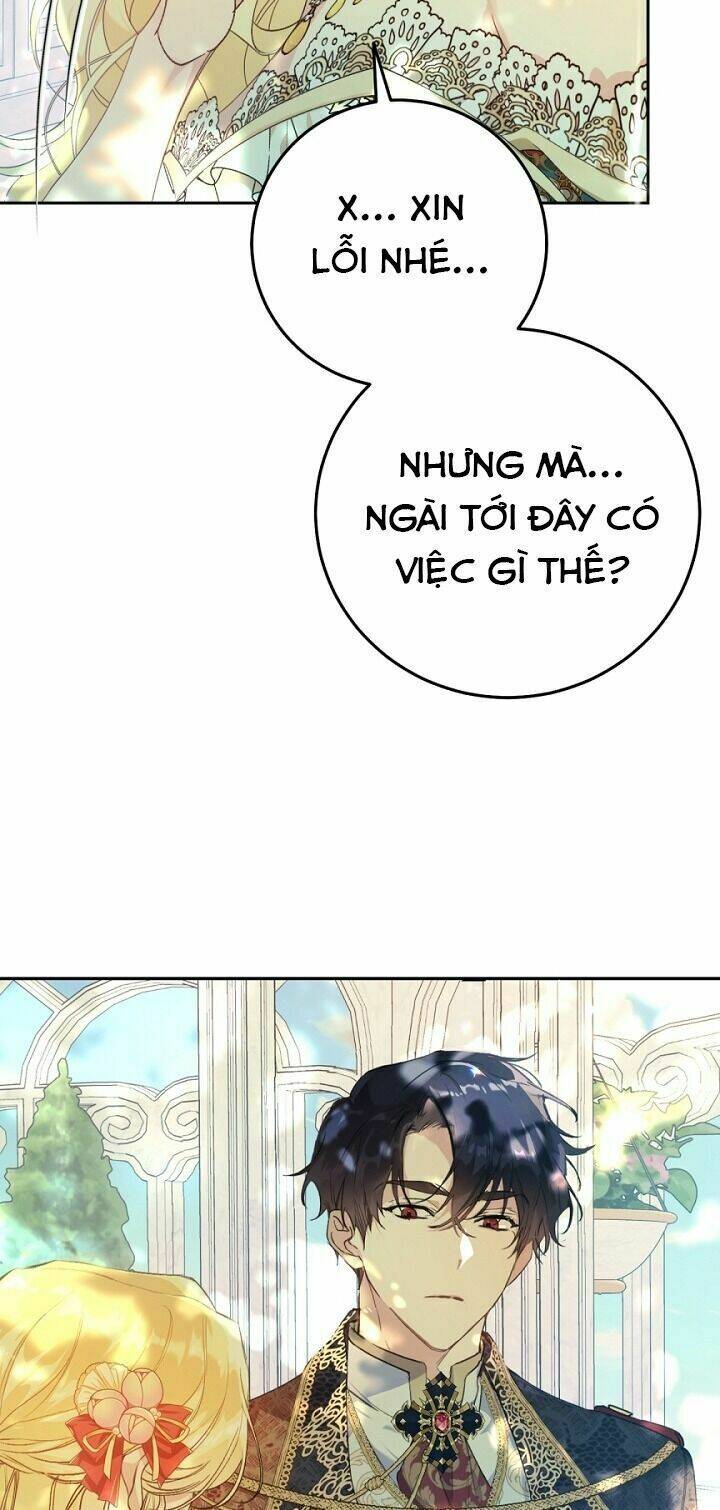 X... XIN
LỖI NHÉ...
NHƯNG MÀ...
NGÀI TỚI ĐÂY CÓ
VIỆC GÌ THẾ?